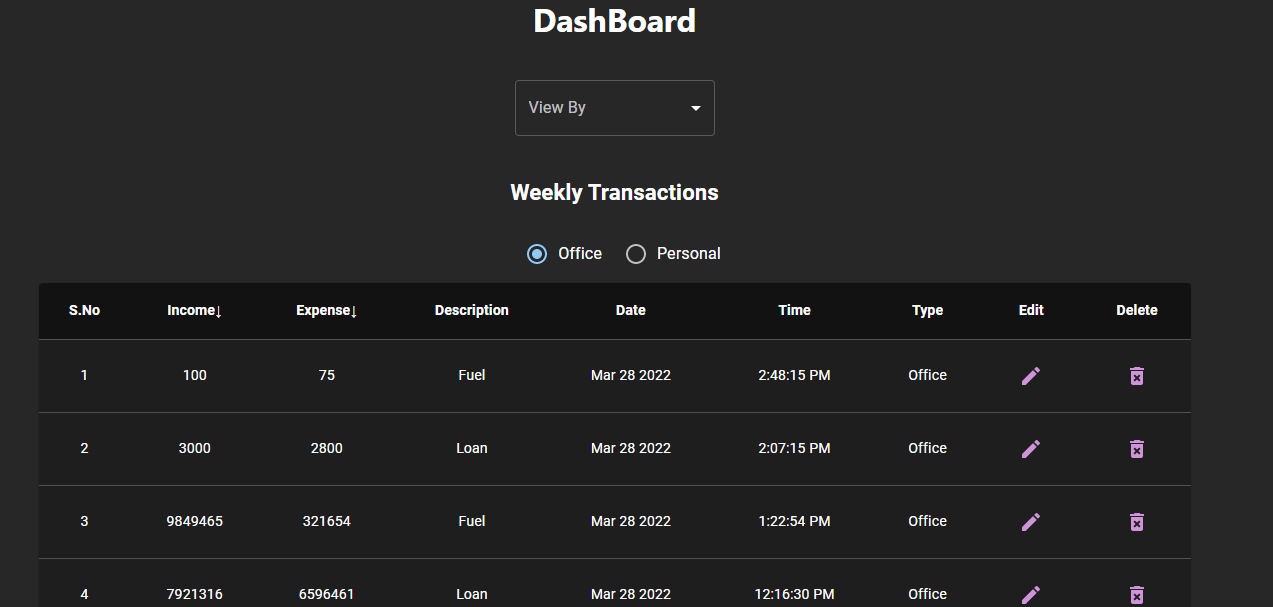 DashBoard
View By
Weekly Transactions
Office Personal
S.No Income↓ Expense↓ Description Date Time Type Edit Delete
1 100 75 Fuel Mar 28 2022 2:48:15 PM Office
2 3000 2800 Loan Mar 28 2022 2:07:15 PM Office
3 9849465 321654 Fuel Mar 28 2022 1:22:54 PM Office
4 7921316 6596461 Loan Mar 28 2022 12:16:30 PM Office